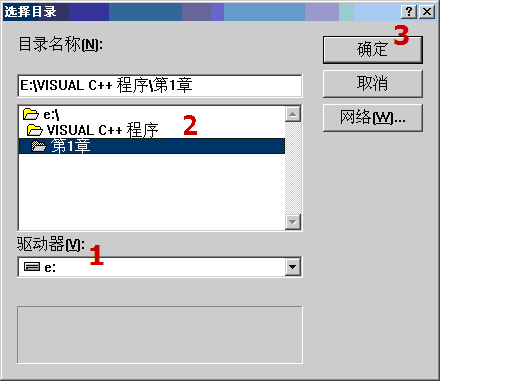 选择目录
目录名称(N):
E:\VISUAL C++ 程序\第1章
e:\
VISUAL C++ 程序
2
第1章
驱动器(V):
1
e:
3
确定
取消
网络(W)...